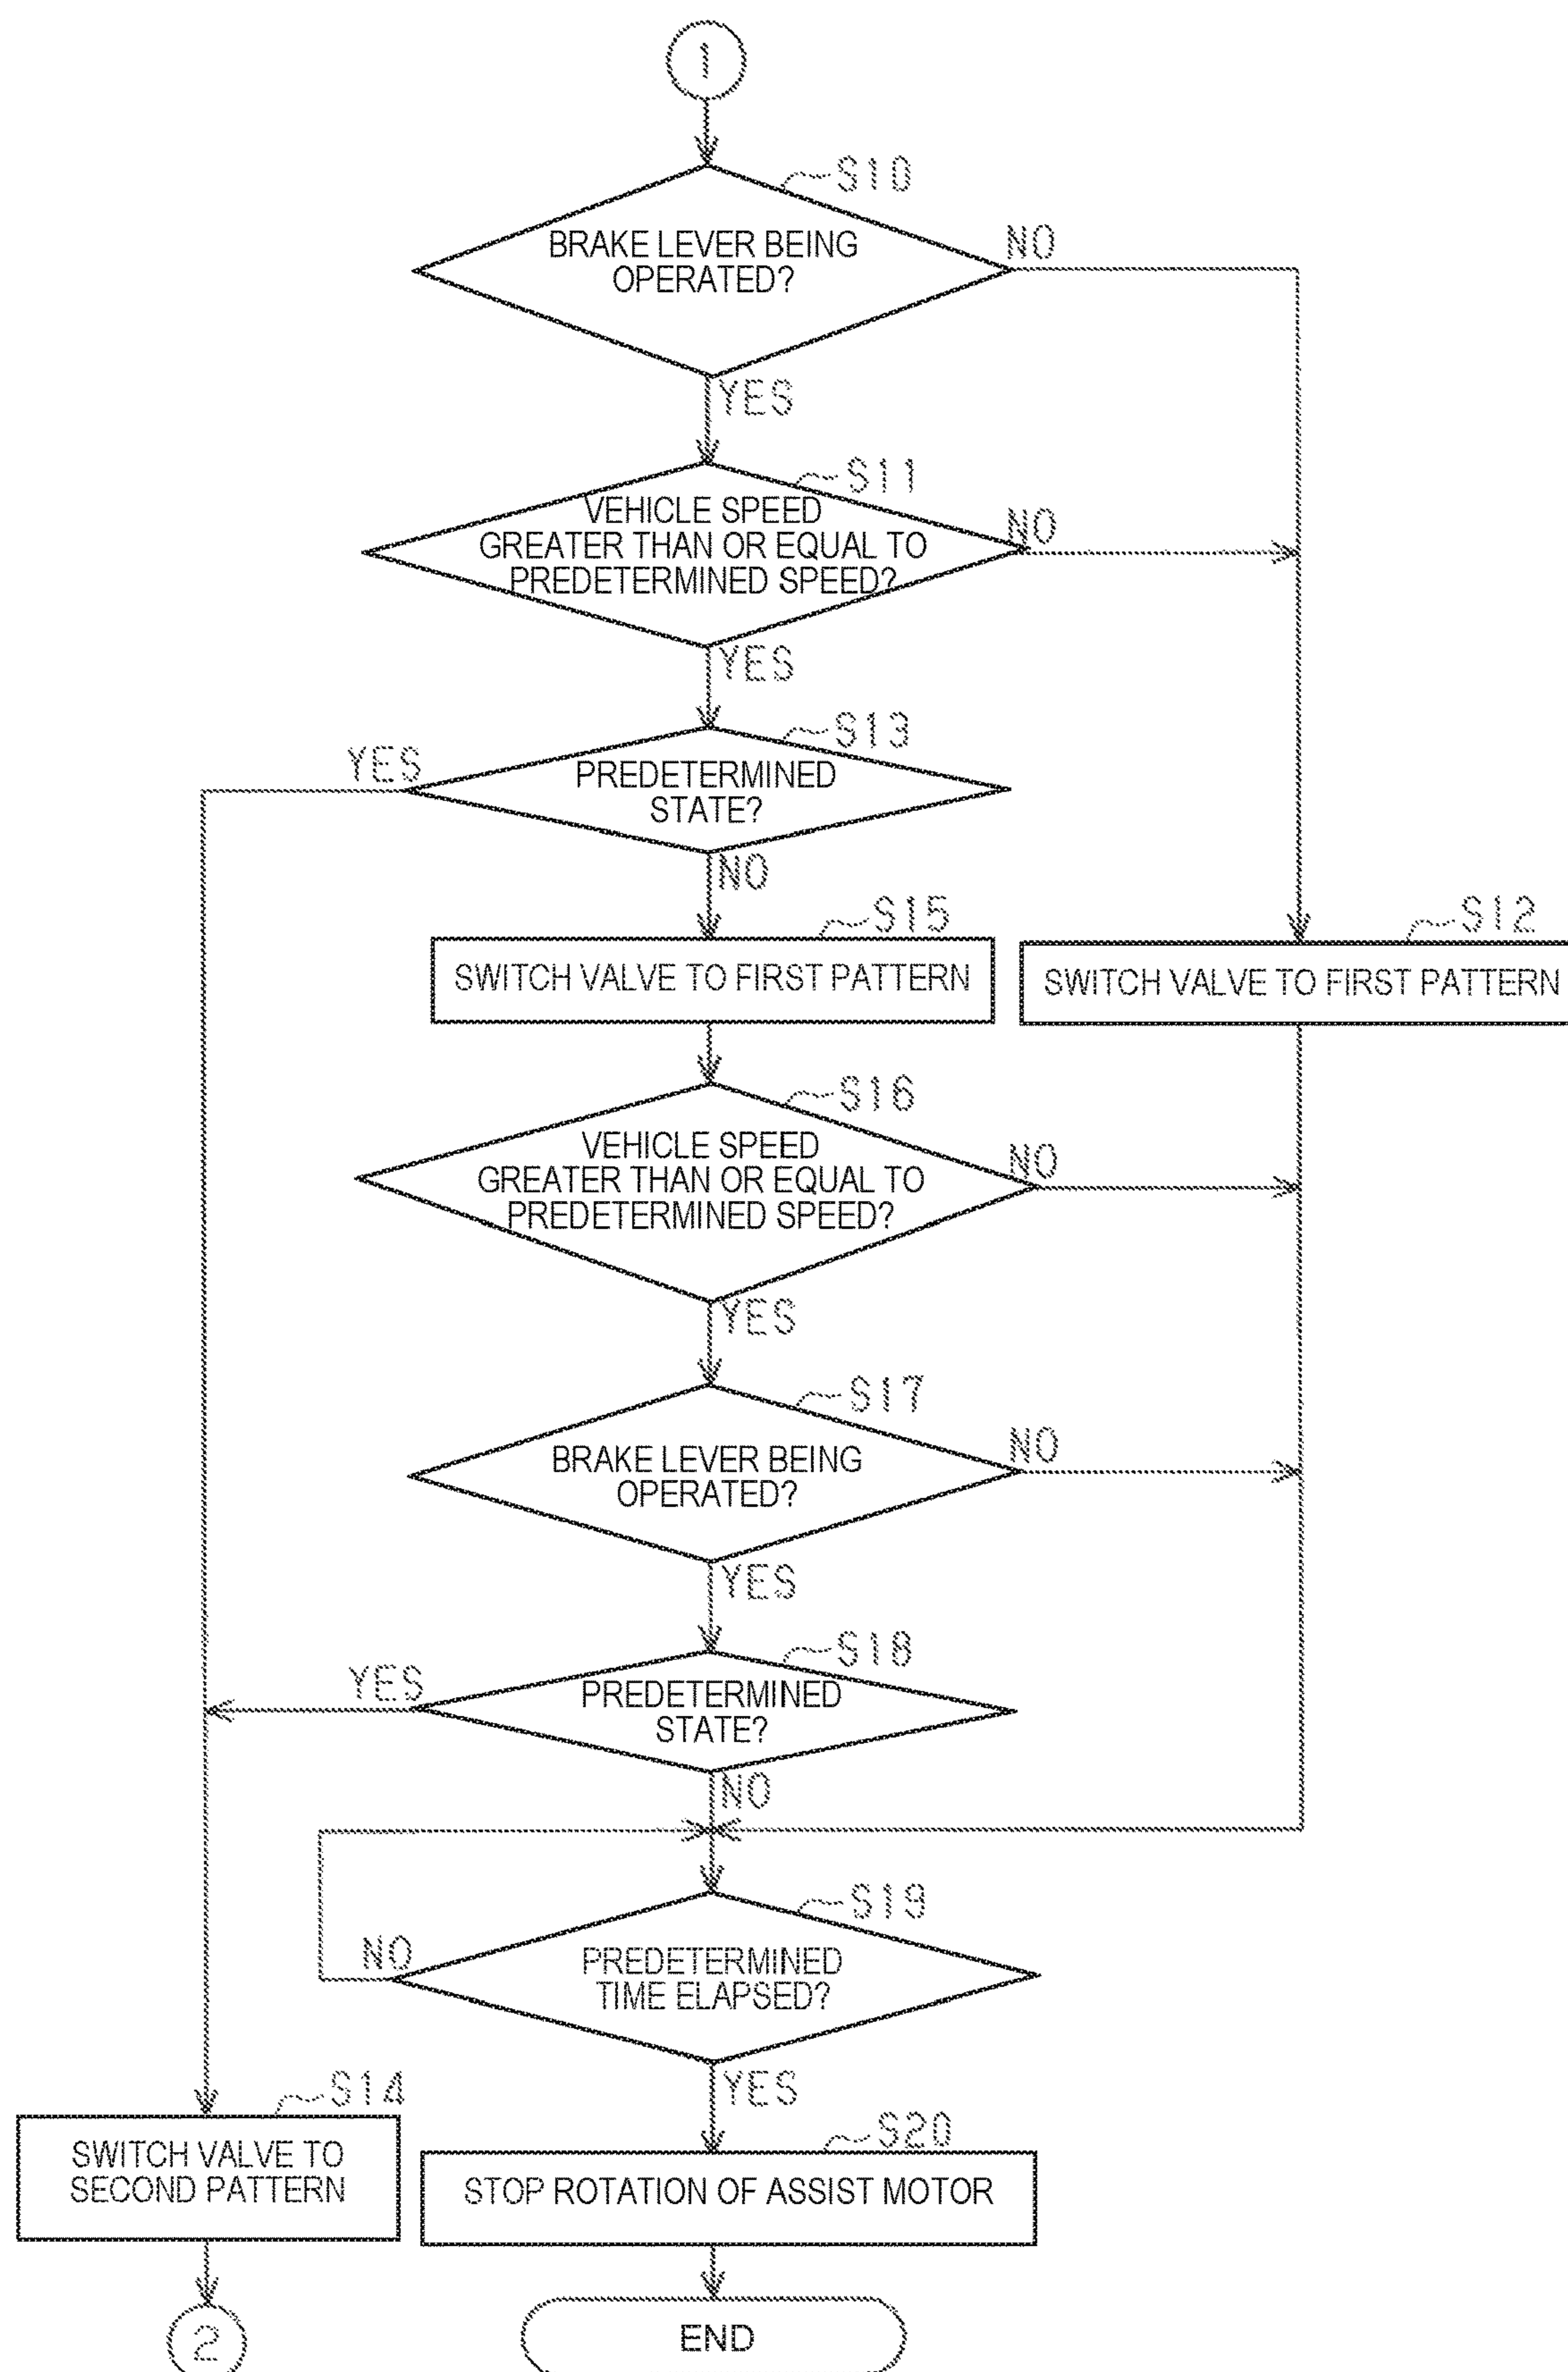 1
S10
BRAKE LEVER BEING
OPERATED?
NO
YES
S11
VEHICLE SPEED
GREATER THAN OR EQUAL TO
PREDETERMINED SPEED?
NO
YES
S13
YES
PREDETERMINED
STATE?
NO
S15
SWITCH VALVE TO FIRST PATTERN
S12
SWITCH VALVE TO FIRST PATTERN
S16
VEHICLE SPEED
GREATER THAN OR EQUAL TO
PREDETERMINED SPEED?
NO
YES
S17
BRAKE LEVER BEING
OPERATED?
NO
YES
S18
YES
PREDETERMINED
STATE?
NO
S19
NO
PREDETERMINED
TIME ELAPSED?
YES
S14
SWITCH VALVE TO
SECOND PATTERN
S20
STOP ROTATION OF ASSIST MOTOR
2
END